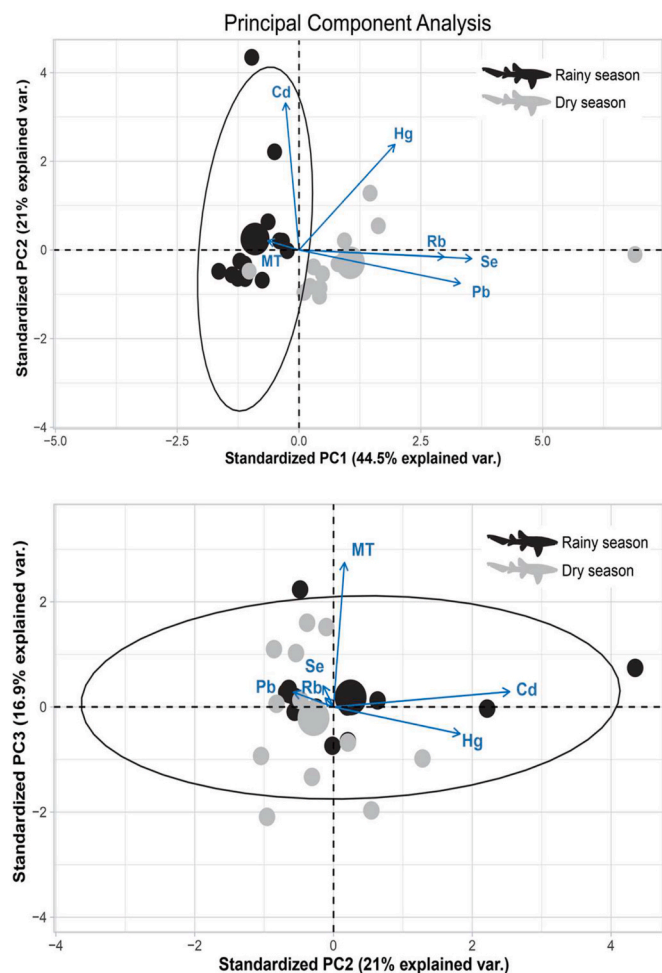 Principal Component Analysis
Standardized PC2 (21% explained var.)
4
2
0
−2
−4
−5.0
−2.5
0.0
2.5
5.0
Standardized PC1 (44.5% explained var.)
Cd
Hg
MT
Rb
Se
Pb
Rainy season
Dry season
Standardized PC3 (16.9% explained var.)
2
0
−2
−4
−4
−2
0
2
4
Standardized PC2 (21% explained var.)
MT
Se
Pb
Rb
Cd
Hg
Rainy season
Dry season